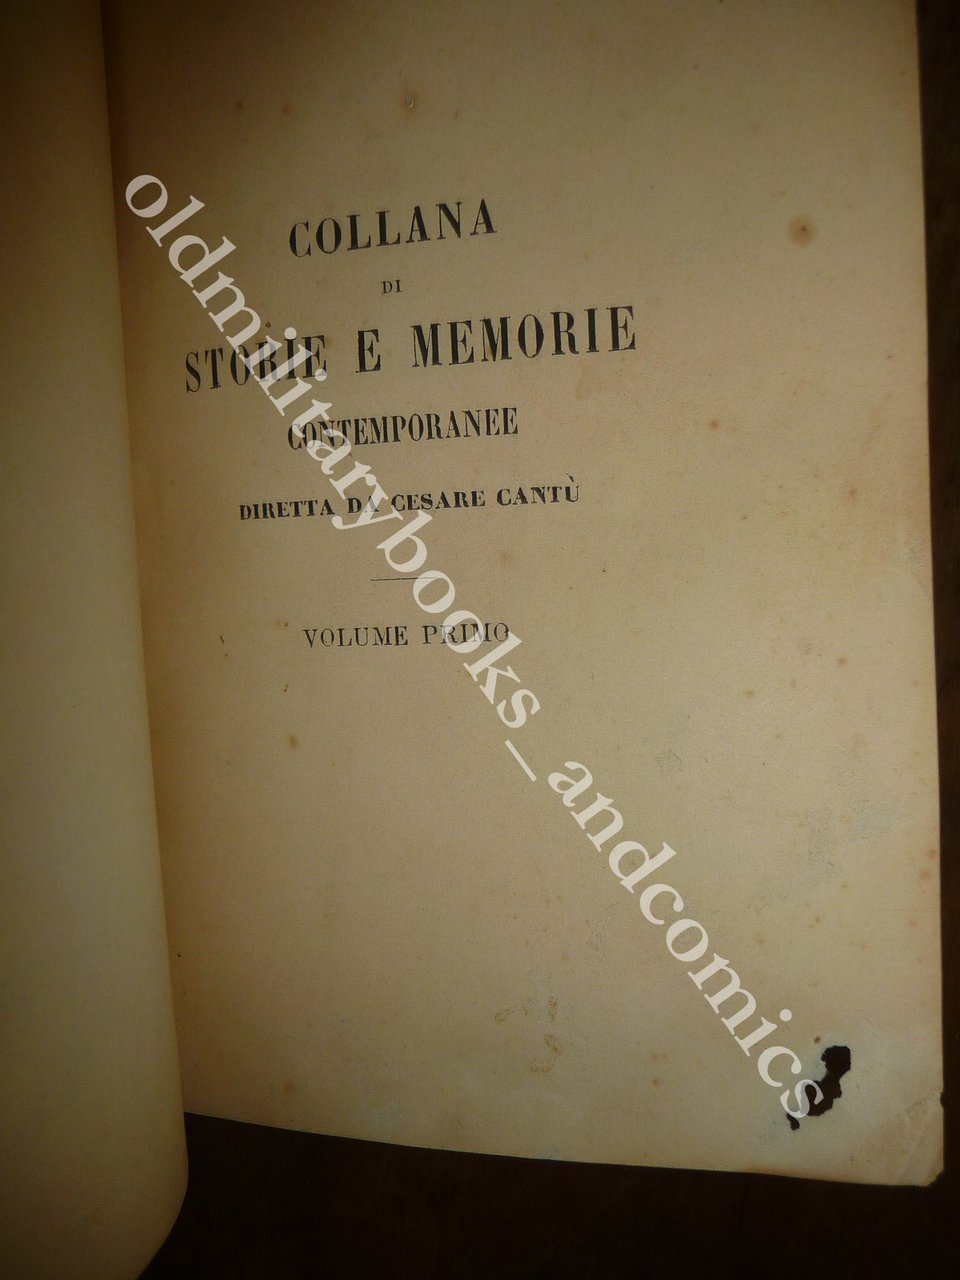 COLLANA
DI
STORIE E MEMORIE
CONTEMPORANEE
DIRETTA DA CESARE CANTÙ
VOLUME PRIMO
oldmilitarybooks_andcomics